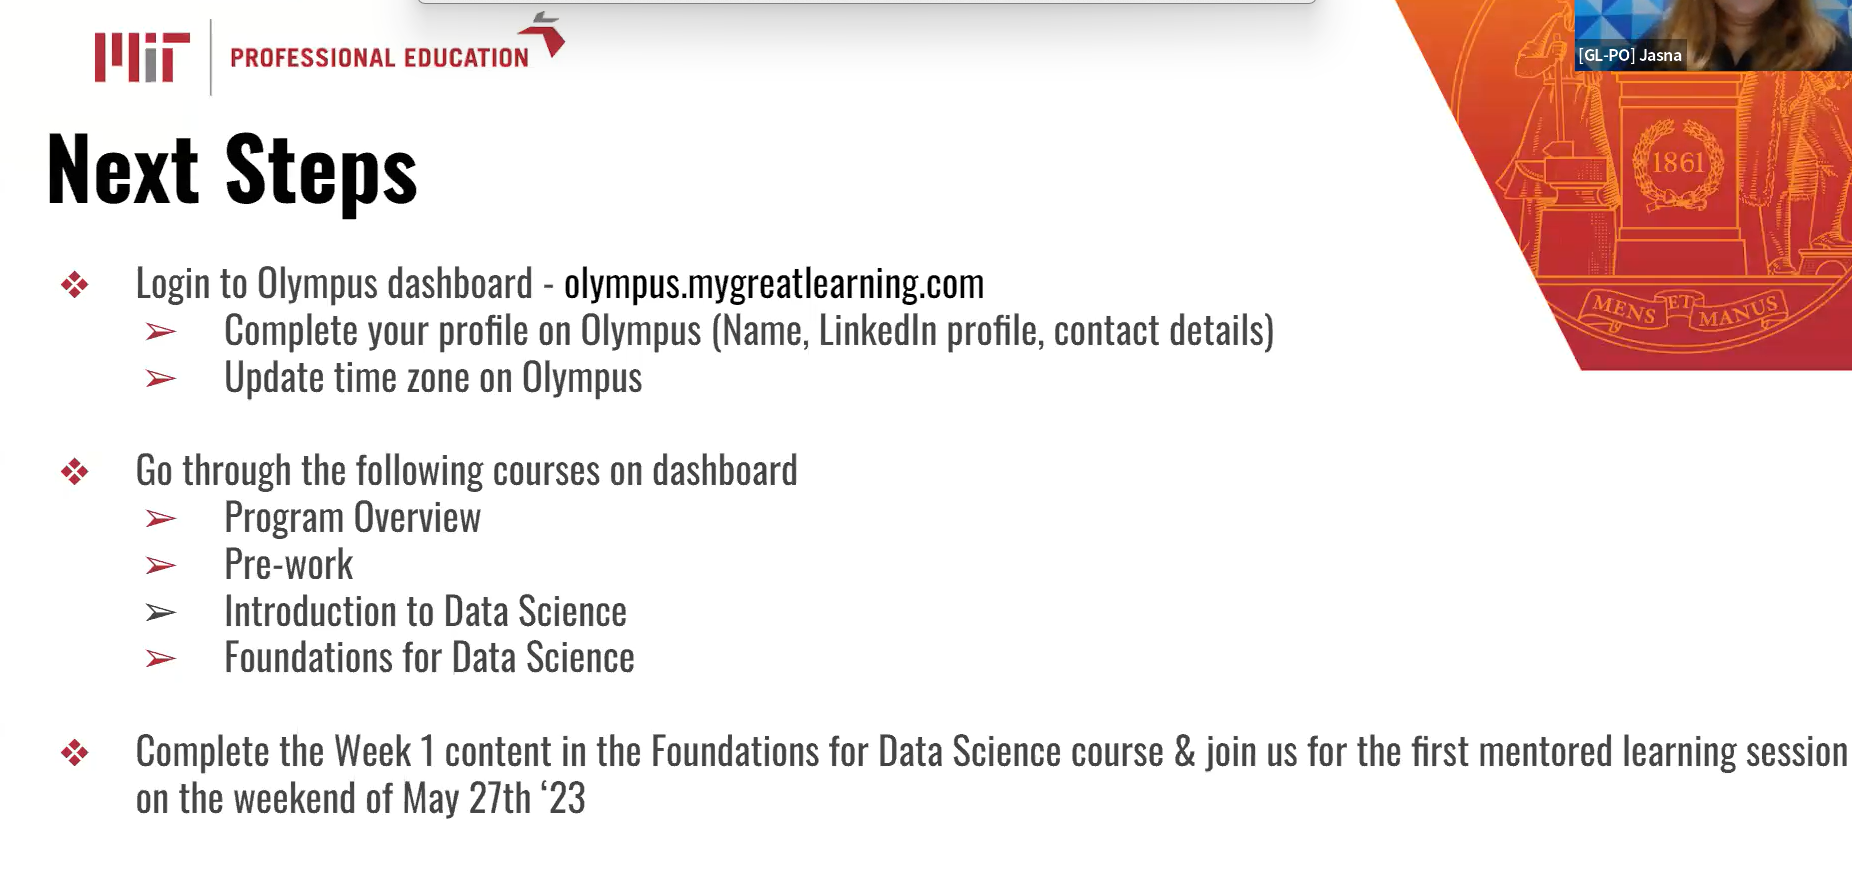 MIT PROFESSIONAL EDUCATION
[GL-PO] Jasna
1861
MENS ET MANUS
Next Steps
❖ Login to Olympus dashboard - olympus.mygreatlearning.com
➢ Complete your profile on Olympus (Name, LinkedIn profile, contact details)
➢ Update time zone on Olympus
❖ Go through the following courses on dashboard
➢ Program Overview
➢ Pre-work
➢ Introduction to Data Science
➢ Foundations for Data Science
❖ Complete the Week 1 content in the Foundations for Data Science course & join us for the first mentored learning session
on the weekend of May 27th ‘23